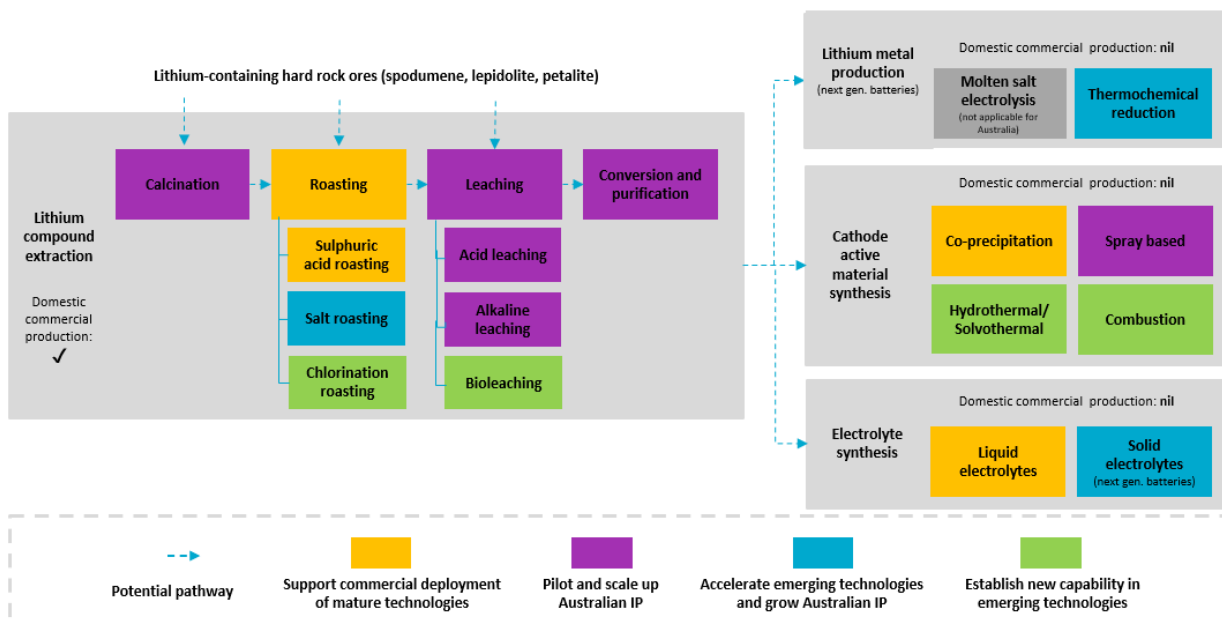 Lithium-containing hard rock ores (spodumene, lepidolite, petalite)
Lithium
compound
extraction
Domestic
commercial
production:
✓
Calcination
Roasting
Sulphuric
acid roasting
Salt roasting
Chlorination
roasting
Leaching
Acid leaching
Alkaline
leaching
Bioleaching
Conversion and
purification
Lithium metal
production
(next gen. batteries)
Domestic commercial production: nil
Molten salt
electrolysis
(not applicable for
Australia)
Thermochemical
reduction
Cathode
active
material
synthesis
Domestic commercial production: nil
Co-precipitation
Spray based
Hydrothermal/
Solvothermal
Combustion
Electrolyte
synthesis
Domestic commercial production: nil
Liquid
electrolytes
Solid
electrolytes
(next gen. batteries)
Potential pathway
Support commercial deployment
of mature technologies
Pilot and scale up
Australian IP
Accelerate emerging technologies
and grow Australian IP
Establish new capability in
emerging technologies